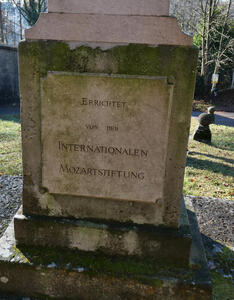 ERRICHTET
VON DER
INTERNATIONALEN
MOZARTSTIFTUNG